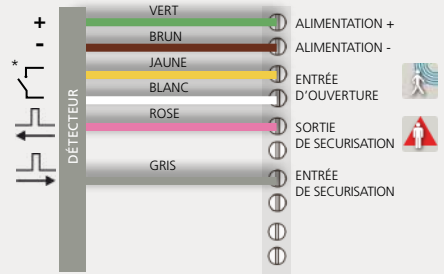 VERT
+
ALIMENTATION +
BRUN
-
ALIMENTATION -
JAUNE
*
ENTRÉE
D'OUVERTURE
BLANC
ROSE
SORTIE
DE SECURISATION
DÉTECTEUR
GRIS
ENTRÉE
DE SECURISATION